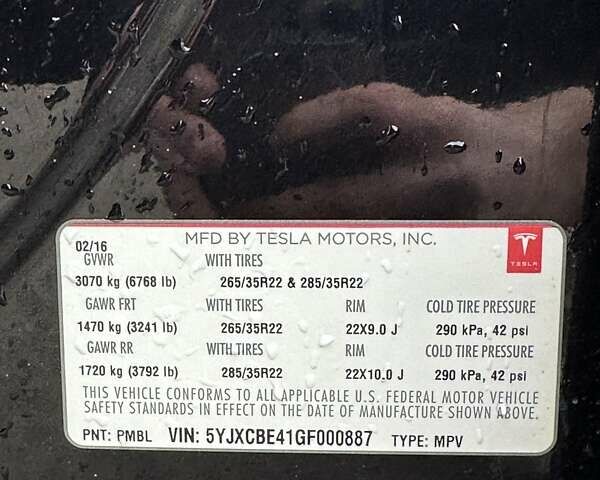 MFD BY TESLA MOTORS, INC.
TESLA
02/16
GVWR WITH TIRES
3070 kg (6768 lb) 265/35R22 & 285/35R22
GAWR FRT WITH TIRES RIM COLD TIRE PRESSURE
1470 kg (3241 lb) 265/35R22 22X9.0 J 290 kPa, 42 psi
GAWR RR WITH TIRES RIM COLD TIRE PRESSURE
1720 kg (3792 lb) 285/35R22 22X10.0 J 290 kPa, 42 psi
THIS VEHICLE CONFORMS TO ALL APPLICABLE U.S. FEDERAL MOTOR VEHICLE
SAFETY STANDARDS IN EFFECT ON THE DATE OF MANUFACTURE SHOWN ABOVE.
PNT: PMBL VIN: 5YJXCBE41GF000887 TYPE: MPV